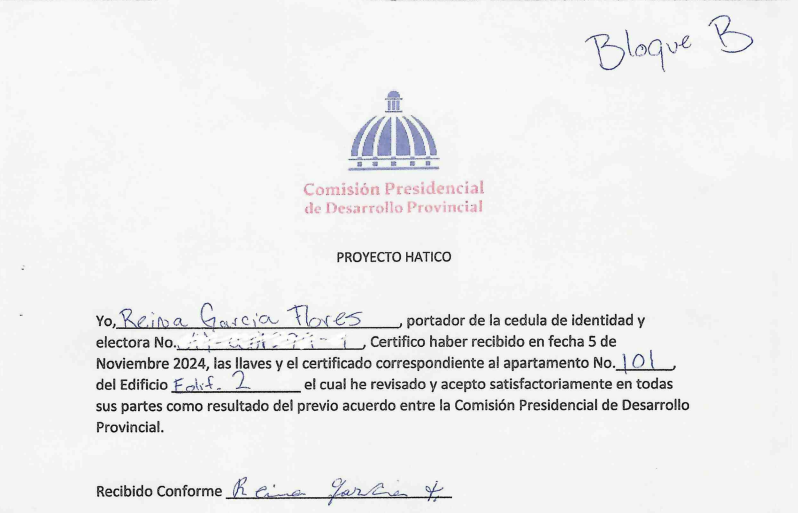 Bloque B
Comisión Presidencial
de Desarrollo Provincial
PROYECTO HATICO
Yo, Reina Garcia Flores, portador de la cedula de identidad y
electora No. , Certifico haber recibido en fecha 5 de
Noviembre 2024, las llaves y el certificado correspondiente al apartamento No. 101,
del Edificio Edif. 2 el cual he revisado y acepto satisfactoriamente en todas
sus partes como resultado del previo acuerdo entre la Comisión Presidencial de Desarrollo
Provincial.
Recibido Conforme Reina Garcia F